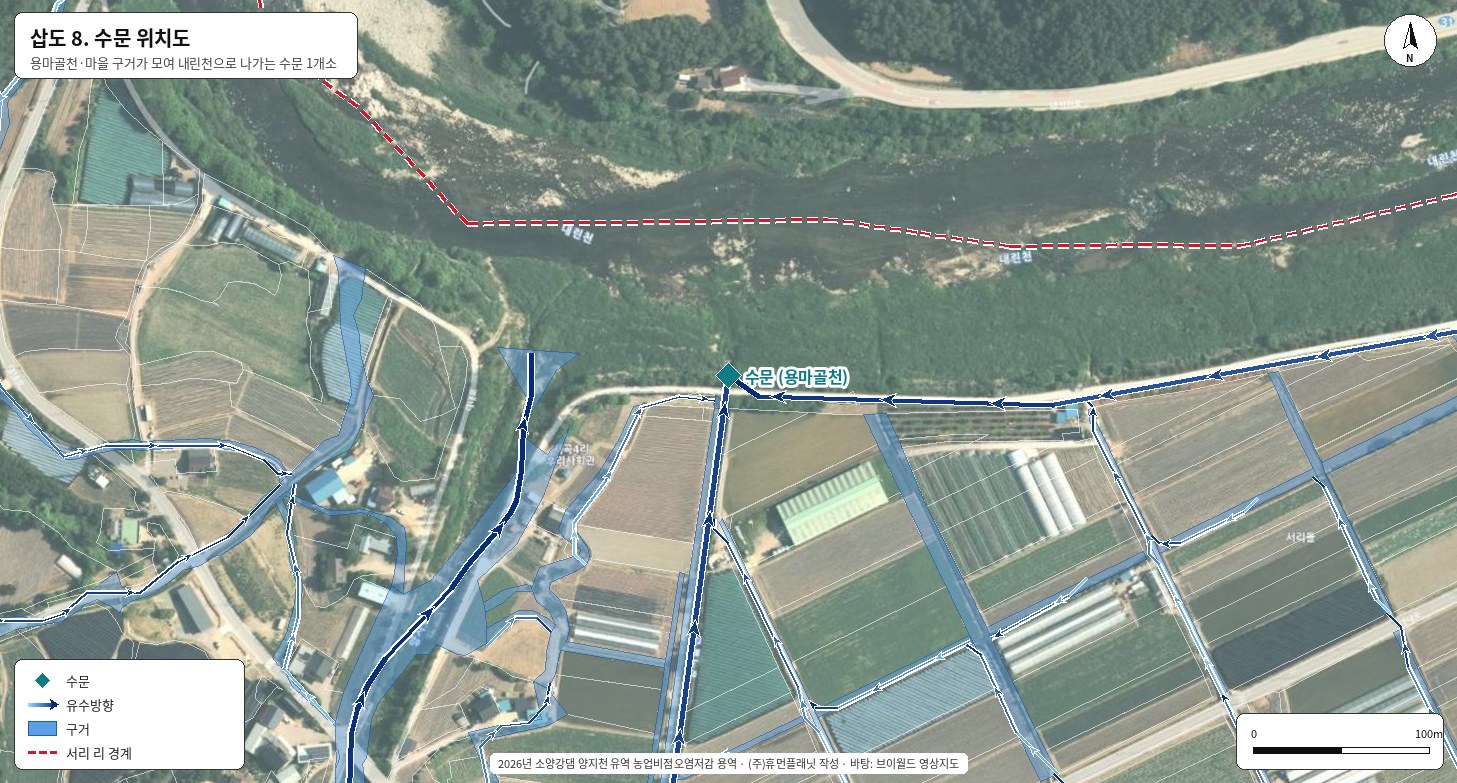 삽도 8. 수문 위치도
용마골천·마을 구거가 모여 내린천으로 나가는 수문 1개소
N
31
내린천
내린천
내린천
수문 (용마골천)
서리뜰
수문
유수방향
구거
서리 리 경계
0 100m
2026년 소양강댐 양지천 유역 농업비점오염저감 용역 · (주)휴먼플래닛 작성 · 바탕: 브이월드 영상지도